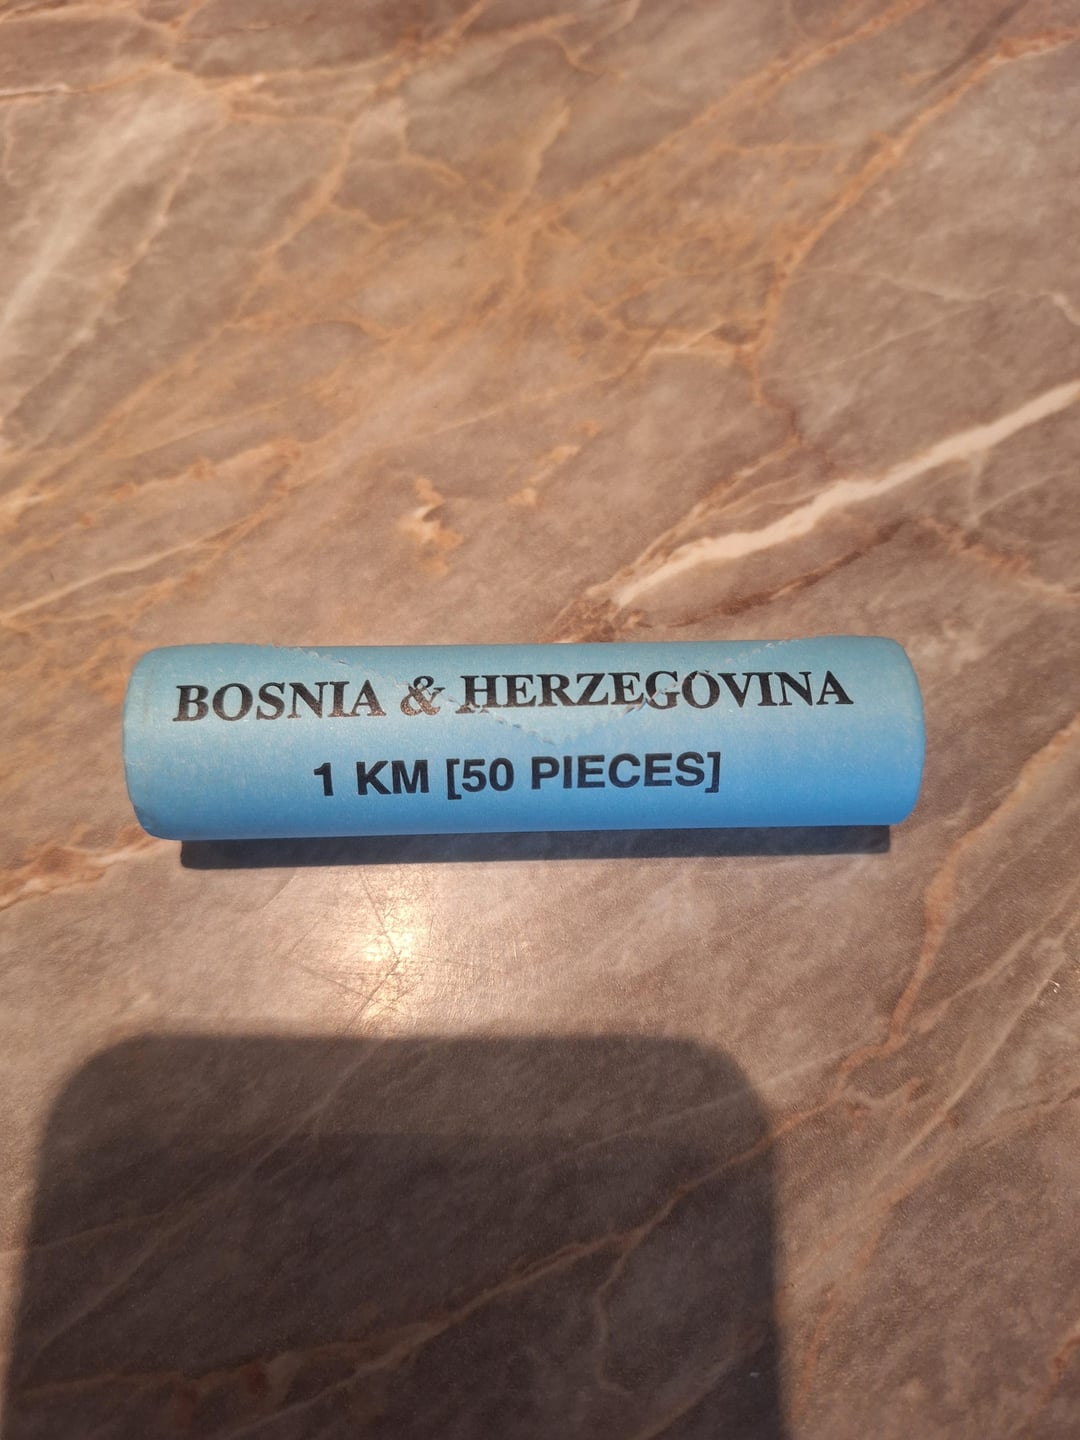 BOSNIA & HERZEGOVINA
1 KM [50 PIECES]